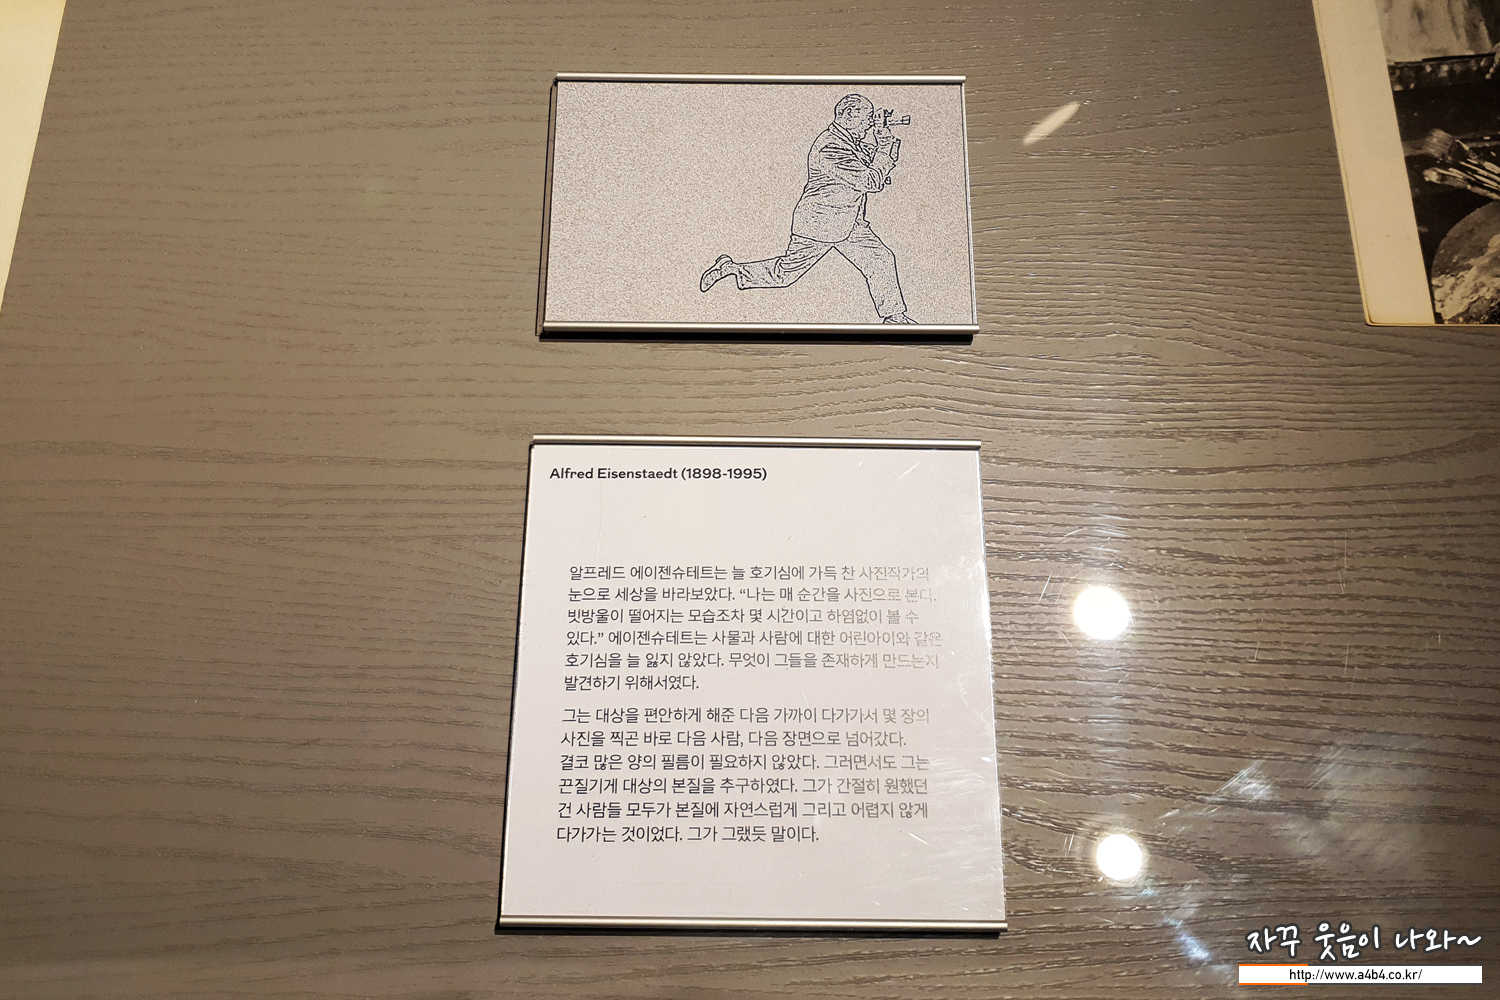 Alfred Eisenstaedt (1898-1995)
알프레드 에이젠슈테트는 늘 호기심에 가득 찬 사진작가의
눈으로 세상을 바라보았다. “나는 매 순간을 사진으로 본다.
빗방울이 떨어지는 모습조차 몇 시간이고 하염없이 볼 수
있다.” 에이젠슈테트는 사물과 사람에 대한 어린아이와 같은
호기심을 늘 잃지 않았다. 무엇이 그들을 존재하게 만드는지
발견하기 위해서였다.
그는 대상을 편안하게 해준 다음 가까이 다가가서 몇 장의
사진을 찍곤 바로 다음 사람, 다음 장면으로 넘어갔다.
결코 많은 양의 필름이 필요하지 않았다. 그러면서도 그는
끈질기게 대상의 본질을 추구하였다. 그가 간절히 원했던
건 사람들 모두가 본질에 자연스럽게 그리고 어렵지 않게
다가가는 것이었다. 그가 그랬듯 말이다.
자꾸 웃음이 나와~
http://www.a4b4.co.kr/